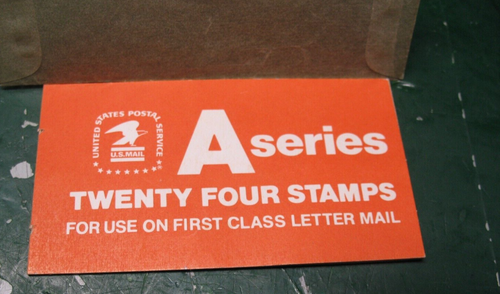 UNITED STATES POSTAL SERVICE
U.S.MAIL
A series
TWENTY FOUR STAMPS
FOR USE ON FIRST CLASS LETTER MAIL